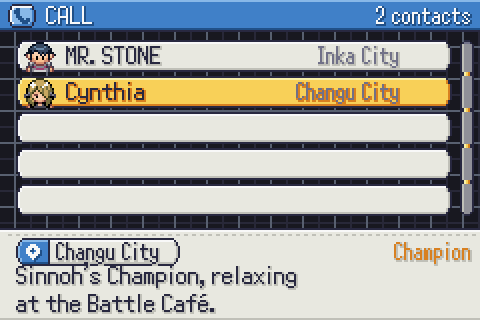 CALL 2 contacts
MR. STONE Inka City
Cynthia Changu City
Changu City Champion
Sinnoh's Champion, relaxing
at the Battle Café.